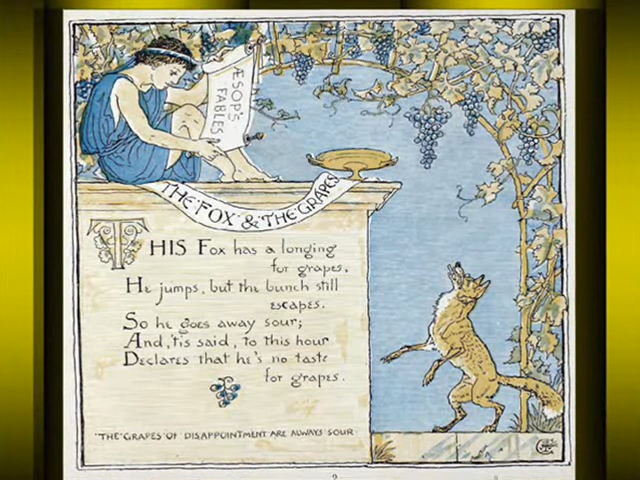 ÆSOP'S
FABLES
THE·FOX & THE·GRAPES
THIS Fox has a longing
for grapes,
He jumps, but the bunch still
escapes.
So he goes away sour;
And, 'tis said, to this hour
Declares that he's no taste
for grapes.
"THE·GRAPES·OF DISAPPOINTMENT ARE ALWAYS SOUR